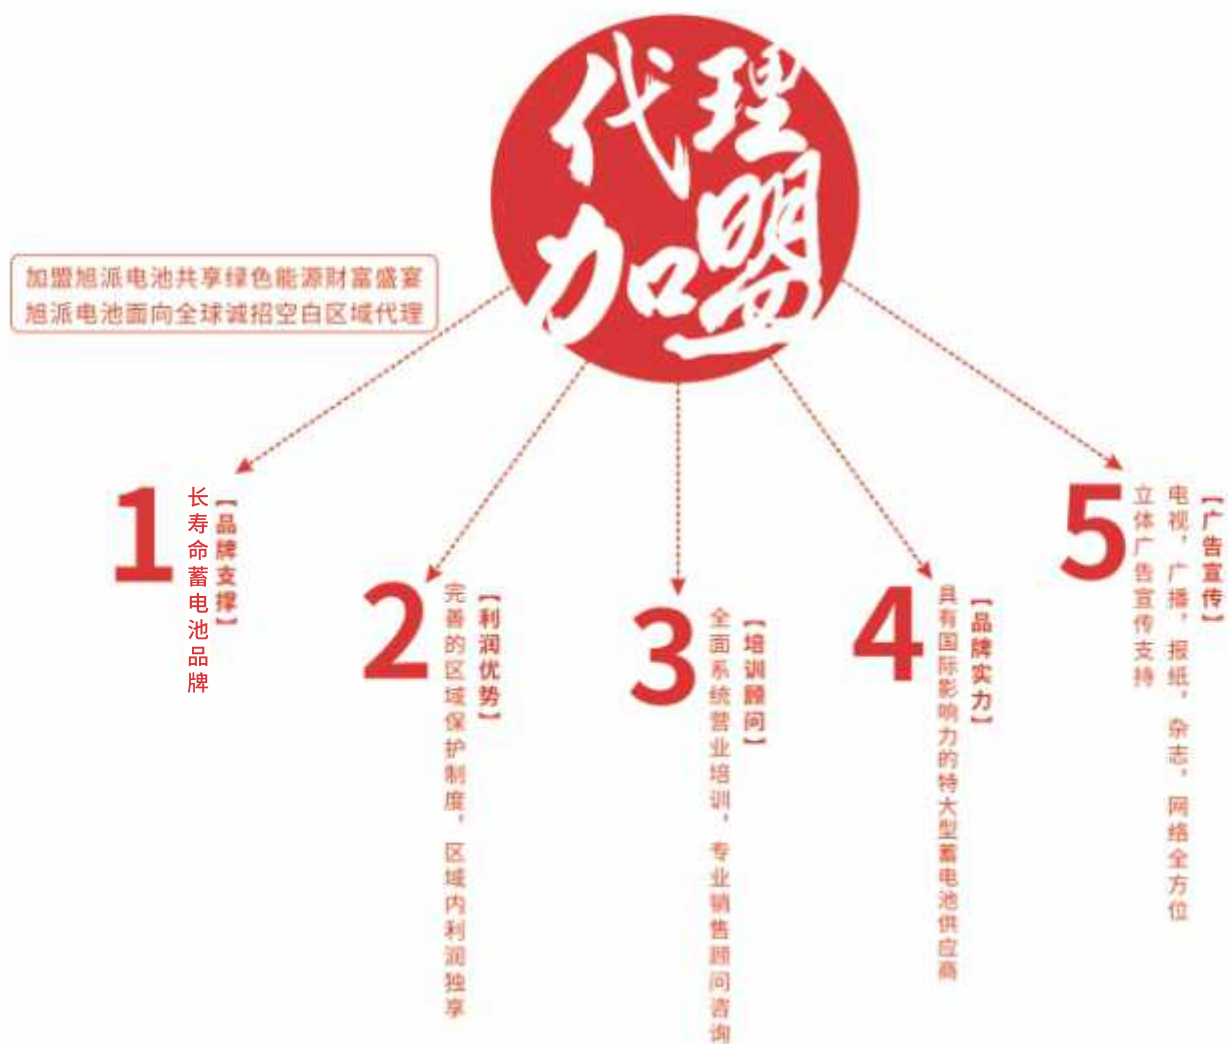 代理
加盟
加盟旭派电池共享绿色能源财富盛宴
旭派电池面向全球诚招空白区域代理
1
【品牌支撑】
长寿命蓄电池品牌
2
【利润优势】
完善的区域保护制度，区域内利润独享
3
【培训顾问】
全面系统营业培训，专业销售顾问咨询
4
【品牌实力】
具有国际影响力的特大型蓄电池供应商
5
【广告宣传】
电视，广播，报纸，杂志，网络全方位
立体广告宣传支持